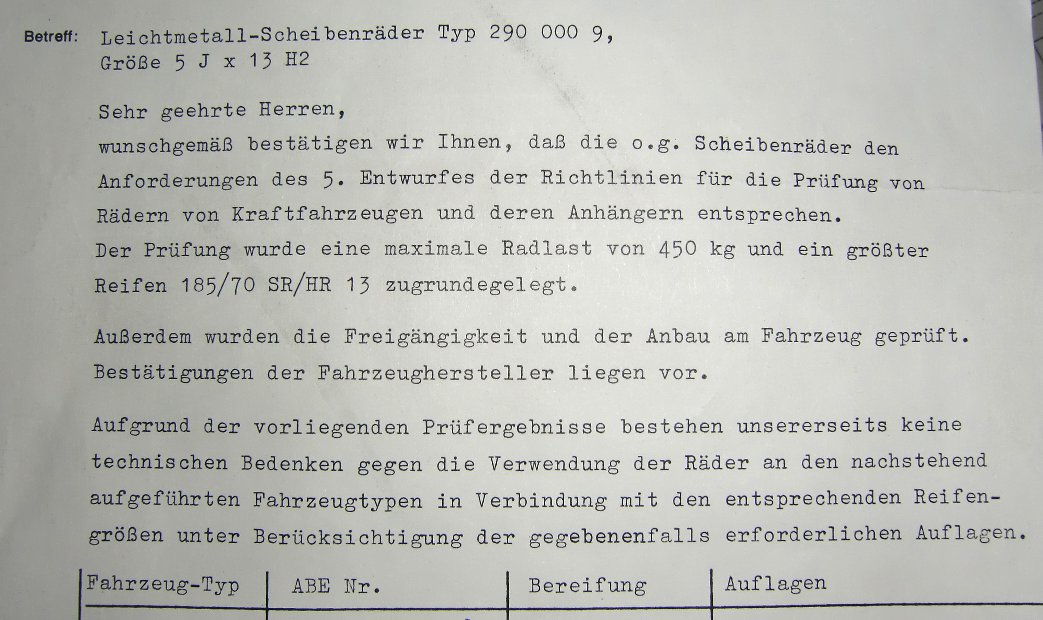 Betreff: Leichtmetall-Scheibenräder Typ 290 000 9,
Größe 5 J x 13 H2
Sehr geehrte Herren,
wunschgemäß bestätigen wir Ihnen, daß die o.g. Scheibenräder den
Anforderungen des 5. Entwurfes der Richtlinien für die Prüfung von
Rädern von Kraftfahrzeugen und deren Anhängern entsprechen.
Der Prüfung wurde eine maximale Radlast von 450 kg und ein größter
Reifen 185/70 SR/HR 13 zugrundegelegt.
Außerdem wurden die Freigängigkeit und der Anbau am Fahrzeug geprüft.
Bestätigungen der Fahrzeughersteller liegen vor.
Aufgrund der vorliegenden Prüfergebnisse bestehen unsererseits keine
technischen Bedenken gegen die Verwendung der Räder an den nachstehend
aufgeführten Fahrzeugtypen in Verbindung mit den entsprechenden Reifen-
größen unter Berücksichtigung der gegebenenfalls erforderlichen Auflagen.
Fahrzeug-Typ ABE Nr. Bereifung Auflagen